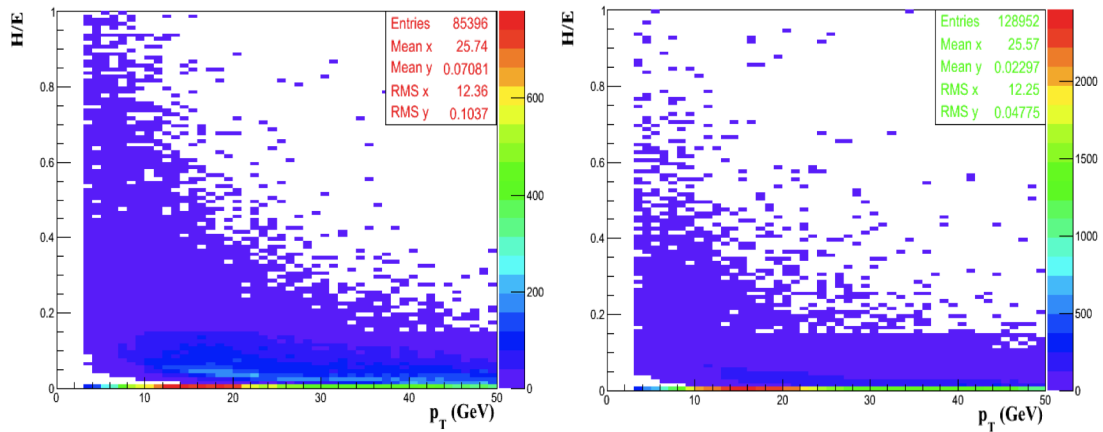 H/E
1
0.8
0.6
0.4
0.2
0
0 10 20 30 40 50
p_T (GeV)
Entries 85396
Mean x 25.74
Mean y 0.07081
RMS x 12.36
RMS y 0.1037
600
400
200
0
H/E
1
0.8
0.6
0.4
0.2
0
0 10 20 30 40 50
p_T (GeV)
Entries 128952
Mean x 25.57
Mean y 0.02297
RMS x 12.25
RMS y 0.04775
2000
1500
1000
500
0